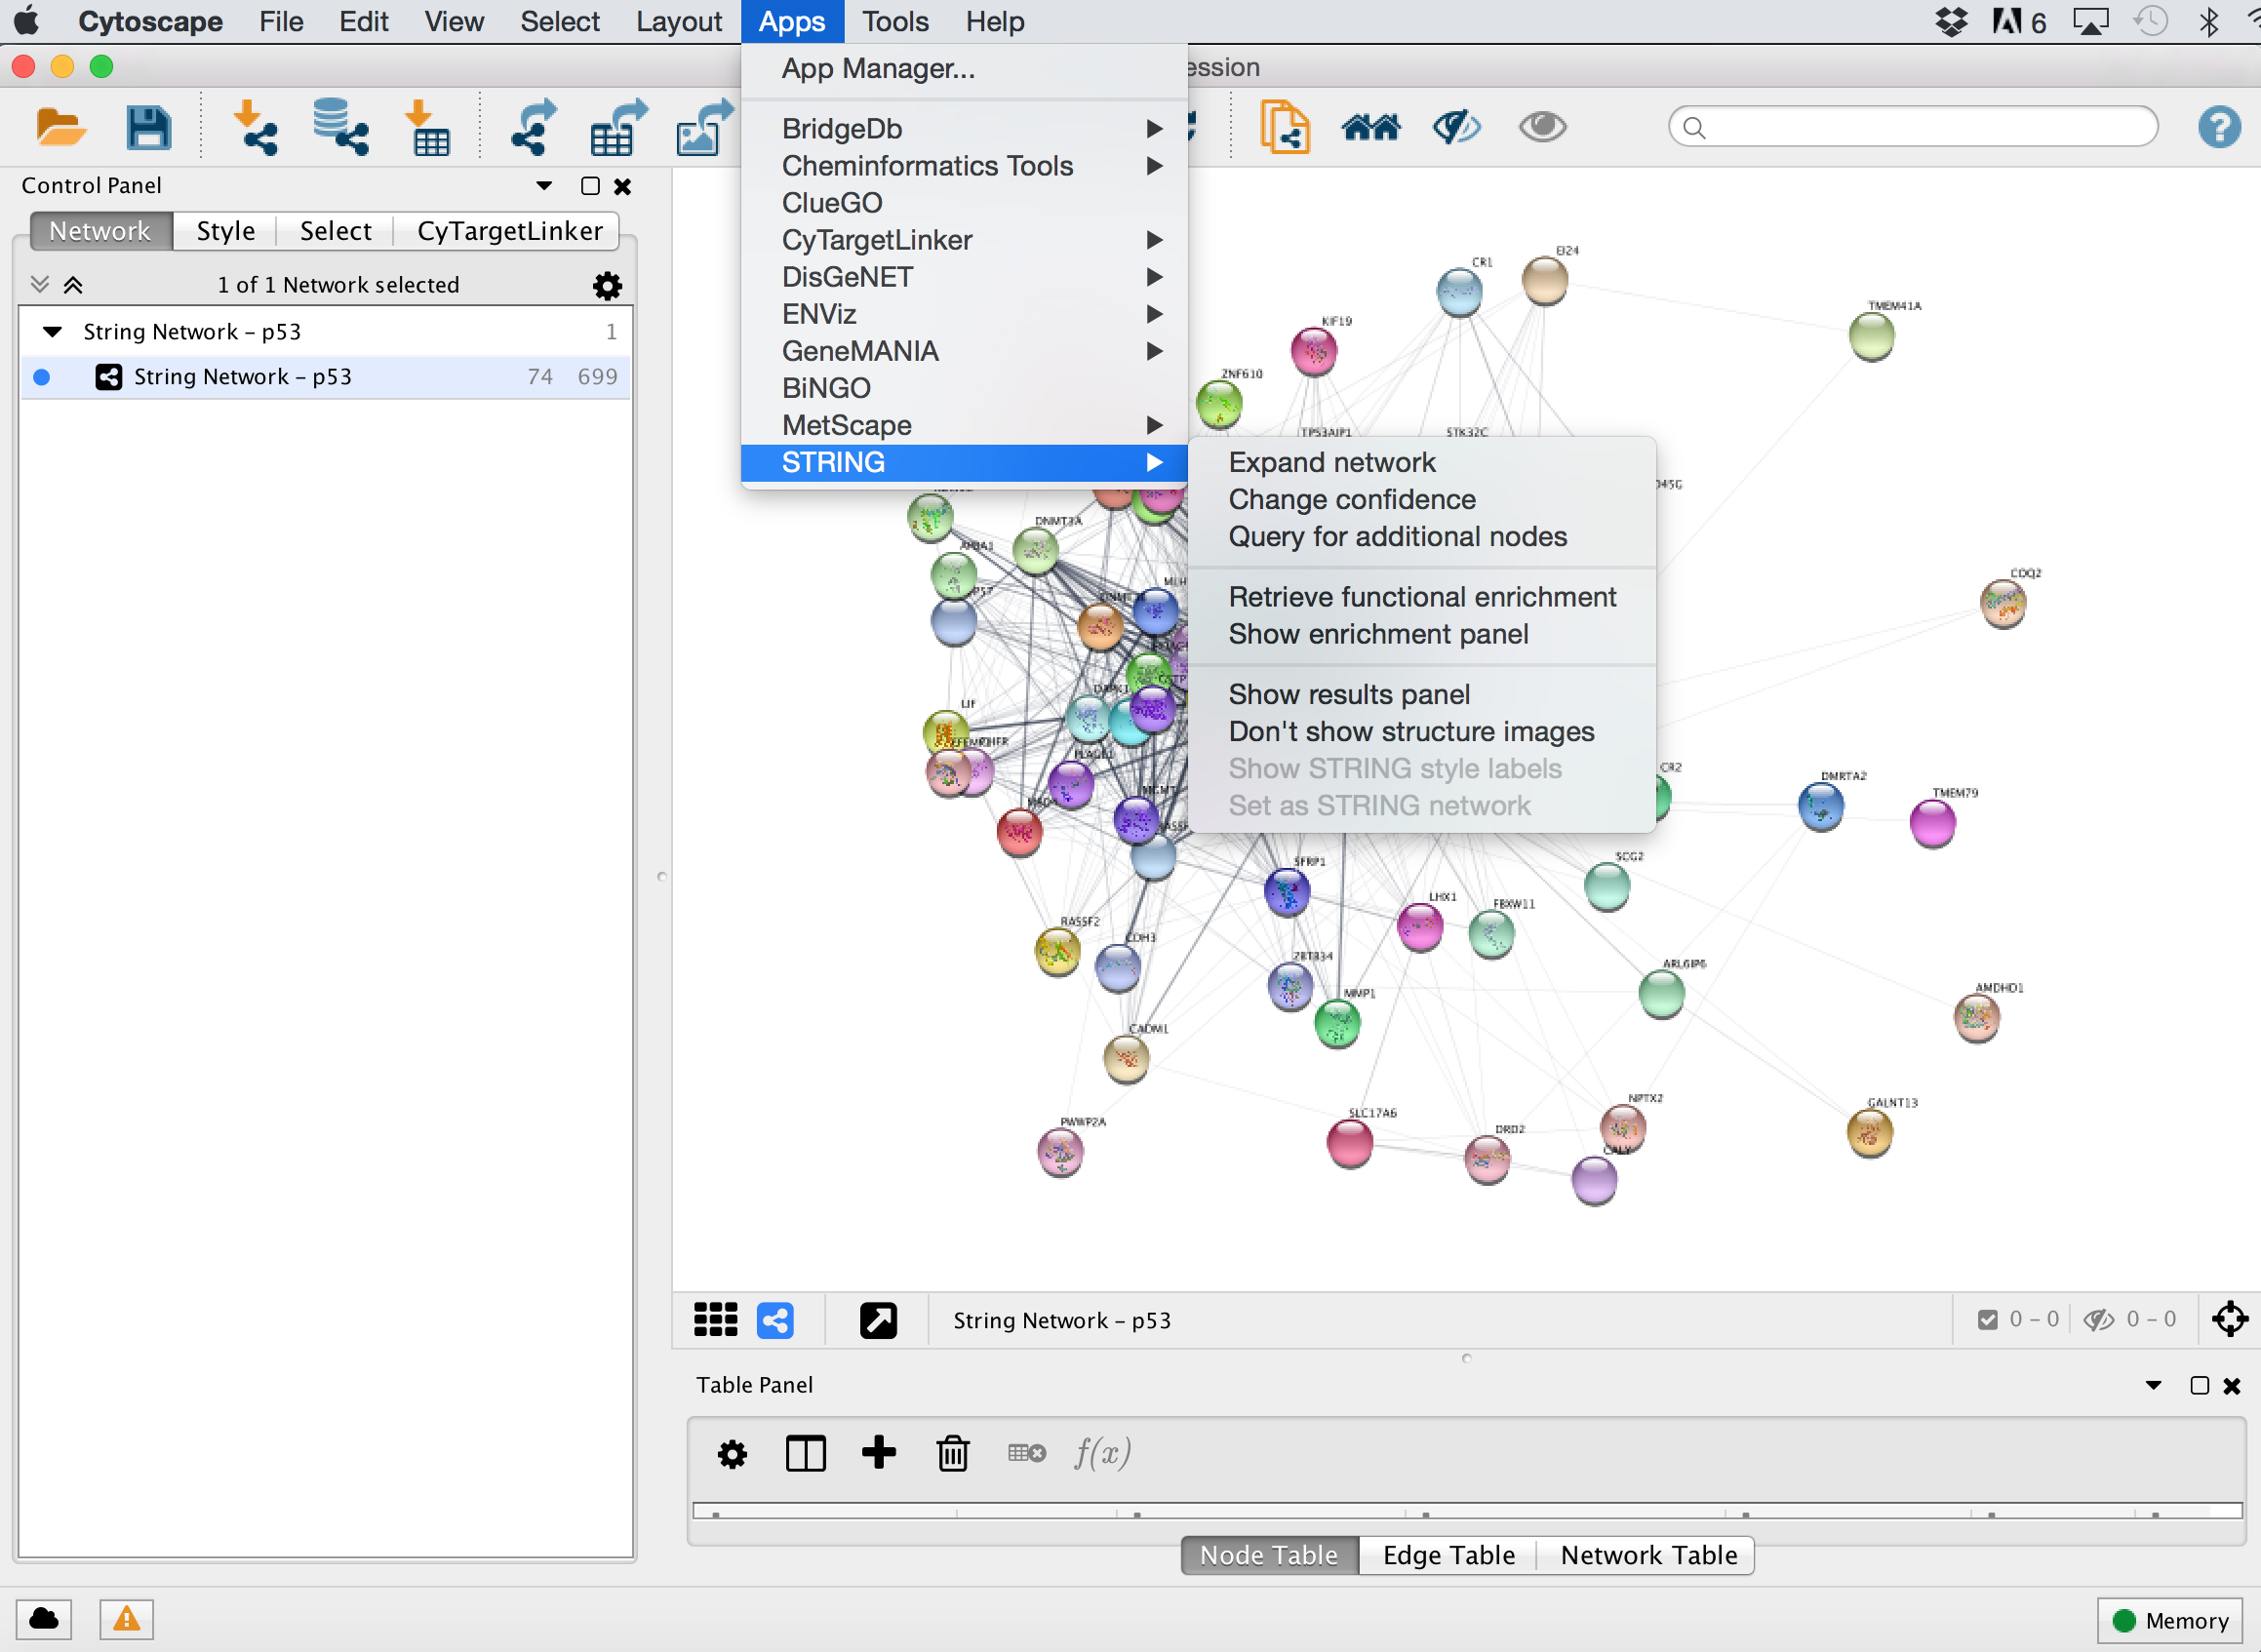 Cytoscape File Edit View Select Layout Apps Tools Help 6
ession
App Manager...
BridgeDb
Cheminformatics Tools
ClueGO
CyTargetLinker
DisGeNET
ENViz
GeneMANIA
BiNGO
MetScape
STRING
Expand network
Change confidence
Query for additional nodes
Retrieve functional enrichment
Show enrichment panel
Show results panel
Don't show structure images
Show STRING style labels
Set as STRING network
Control Panel
Network Style Select CyTargetLinker
1 of 1 Network selected
String Network – p53 1
String Network – p53 74 699
CR1
EI24
TMEM41A
KIF19
ZNF610
TP53AIP1
STK32C
D45G
DNMT3A
APBA1
MLH
COQ2
LIF
PLAGL1
MGMT
CR2
DMRTA2
TMEM79
SFRP1
SCG2
LHX1
FBXW11
RASSF2
CDH3
ZBTB34
ARL6IP6
MMP1
AMDHD1
CADM1
PWWP2A
SLC17A6
DRD2
NPTX2
CALY
GALNT13
String Network – p53
0 – 0 0 – 0
Table Panel
f(x)
Node Table Edge Table Network Table
Memory